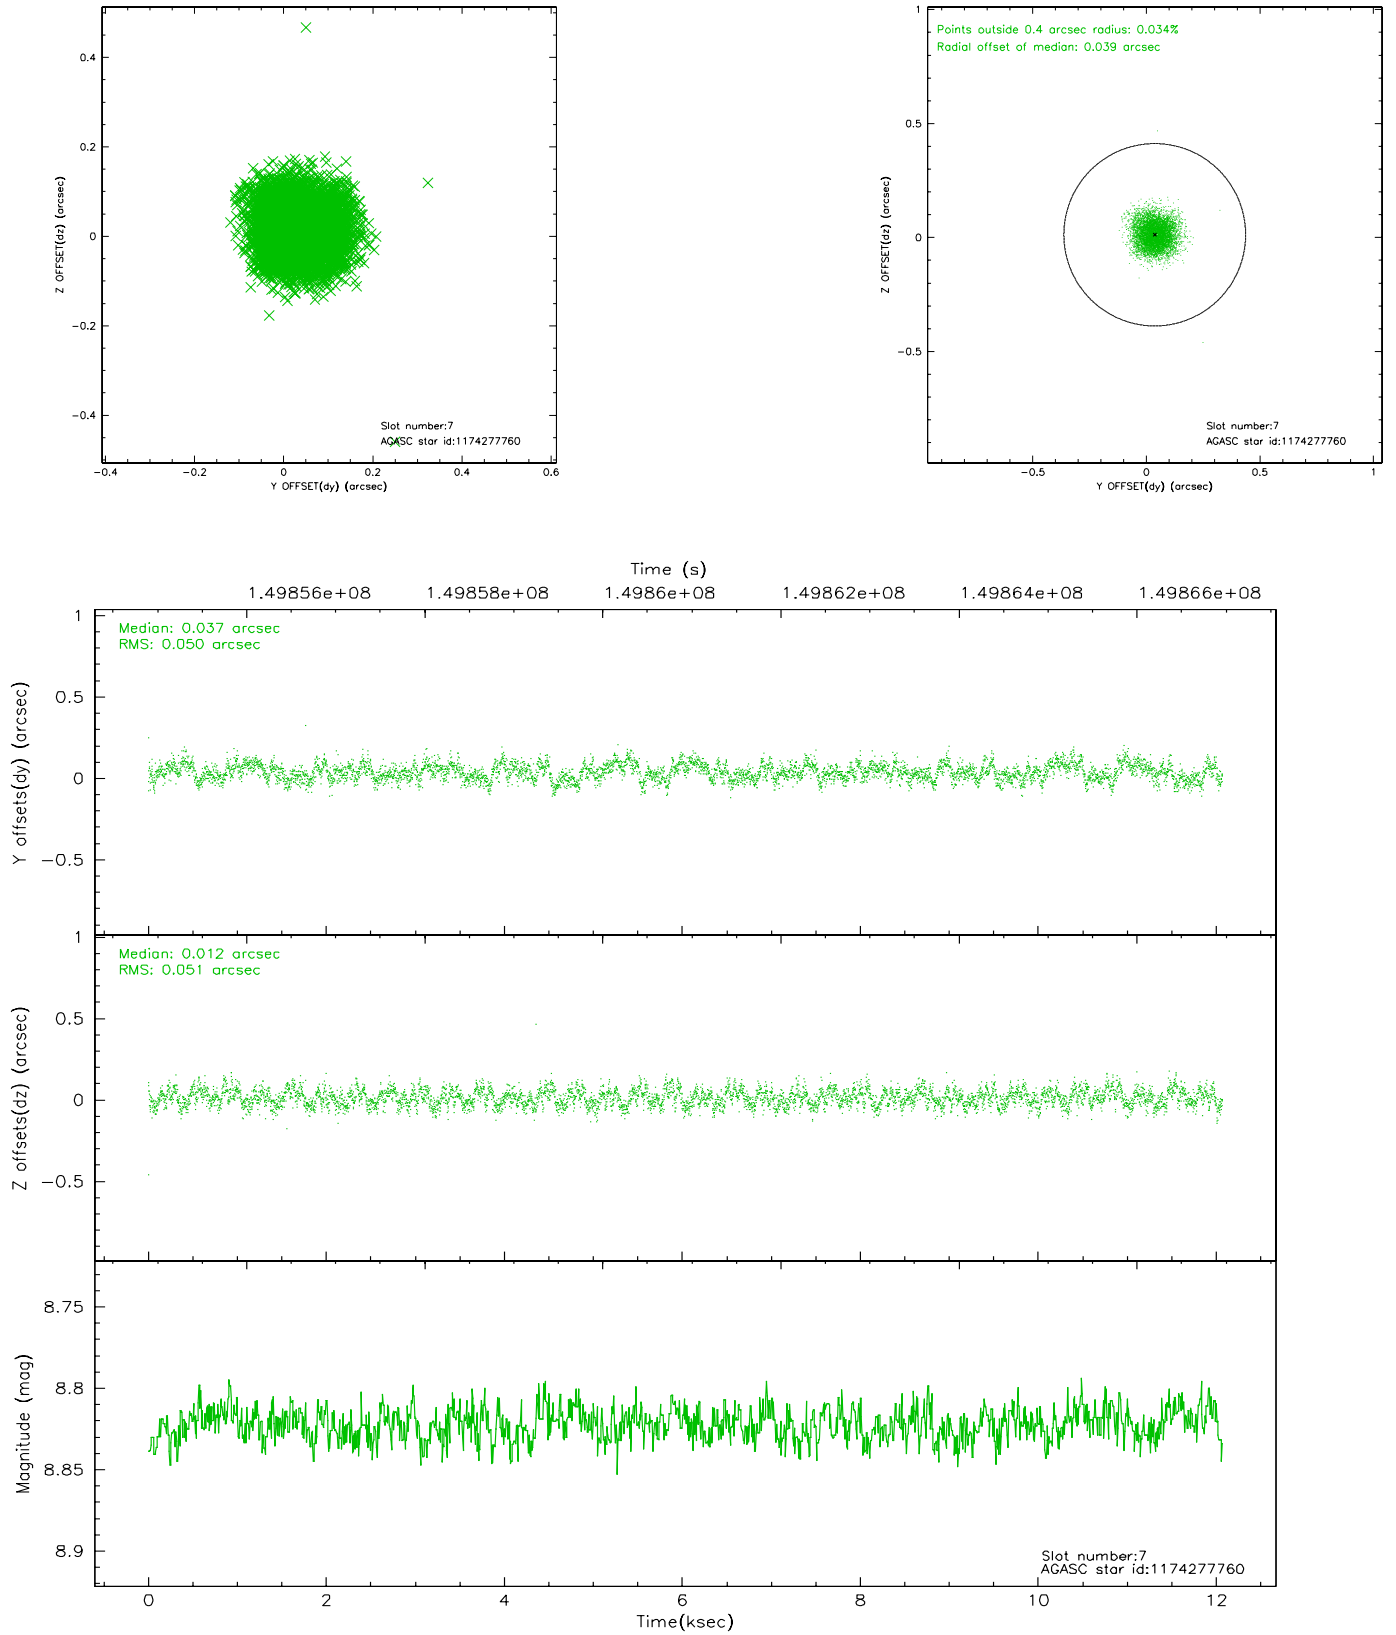 0.4
0.2
0
−0.2
−0.4
Z OFFSET(dz) (arcsec)
Slot number:7
AGASC star id:1174277760
−0.4 −0.2 0 0.2 0.4 0.6
Y OFFSET(dy) (arcsec)
Points outside 0.4 arcsec radius: 0.034%
Radial offset of median: 0.039 arcsec
1
0.5
0
−0.5
Z OFFSET(dz) (arcsec)
Slot number:7
AGASC star id:1174277760
−0.5 0 0.5 1
Y OFFSET(dy) (arcsec)
Time (s)
1.49856e+08 1.49858e+08 1.4986e+08 1.49862e+08 1.49864e+08 1.49866e+08
Median: 0.037 arcsec
RMS: 0.050 arcsec
1
0.5
0
−0.5
Y offsets(dy) (arcsec)
Median: 0.012 arcsec
RMS: 0.051 arcsec
1
0.5
0
−0.5
Z offsets(dz) (arcsec)
8.75
8.8
8.85
8.9
Magnitude (mag)
Slot number:7
AGASC star id:1174277760
0 2 4 6 8 10 12
Time(ksec)